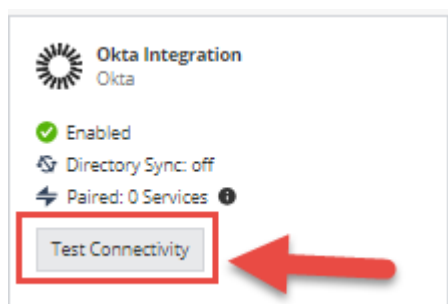 Okta Integration
Okta
Enabled
Directory Sync: off
Paired: 0 Services
Test Connectivity